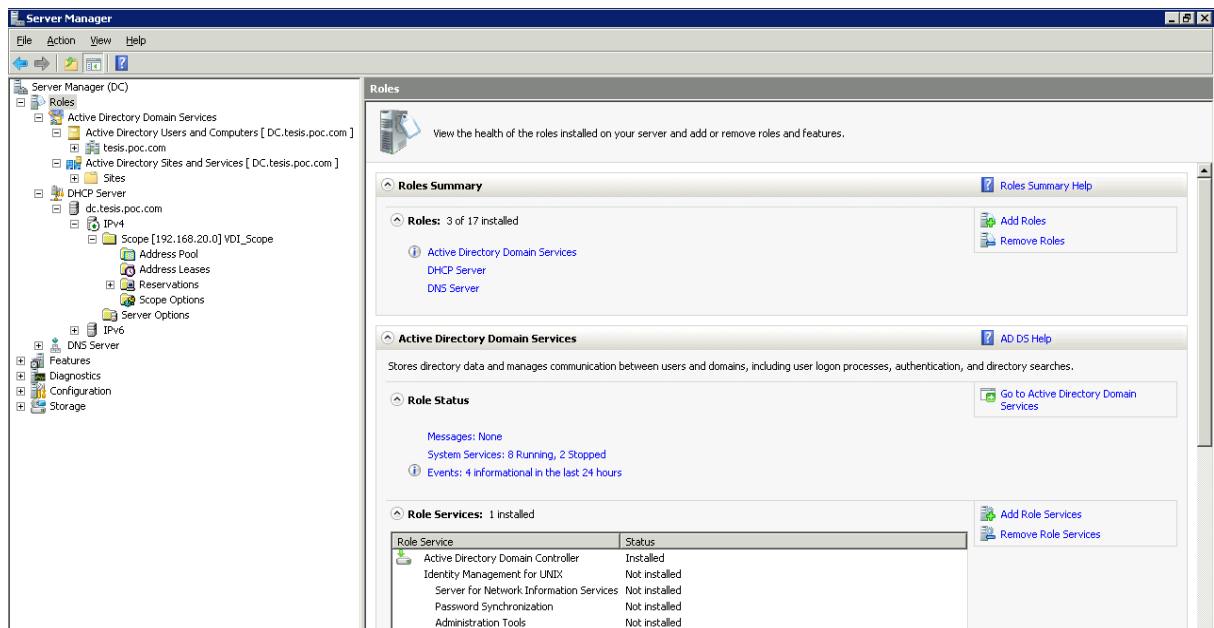 Server Manager
File Action View Help
Server Manager (DC)
Roles
Active Directory Domain Services
Active Directory Users and Computers [ DC.tesis.poc.com ]
tesis.poc.com
Active Directory Sites and Services [ DC.tesis.poc.com ]
Sites
DHCP Server
dc.tesis.poc.com
IPv4
Scope [192.168.20.0] VDI_Scope
Address Pool
Address Leases
Reservations
Scope Options
Server Options
IPv6
DNS Server
Features
Diagnostics
Configuration
Storage
Roles
View the health of the roles installed on your server and add or remove roles and features.
Roles Summary
Roles Summary Help
Roles: 3 of 17 installed
Add Roles
Remove Roles
Active Directory Domain Services
DHCP Server
DNS Server
Active Directory Domain Services
AD DS Help
Stores directory data and manages communication between users and domains, including user logon processes, authentication, and directory searches.
Role Status
Go to Active Directory Domain
Services
Messages: None
System Services: 8 Running, 2 Stopped
Events: 4 informational in the last 24 hours
Role Services: 1 installed
Add Role Services
Remove Role Services
Role Service Status
Active Directory Domain Controller Installed
Identity Management for UNIX Not installed
Server for Network Information Services Not installed
Password Synchronization Not installed
Administration Tools Not installed